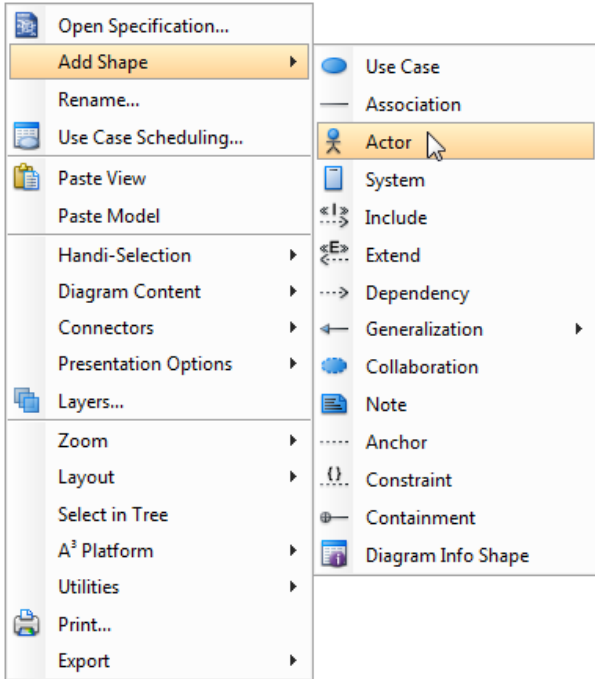 Open Specification...
Add Shape
Rename...
Use Case Scheduling...
Paste View
Paste Model
Handi-Selection
Diagram Content
Connectors
Presentation Options
Layers...
Zoom
Layout
Select in Tree
A³ Platform
Utilities
Print...
Export
Use Case
Association
Actor
System
«I» Include
«E» Extend
Dependency
Generalization
Collaboration
Note
Anchor
{} Constraint
Containment
Diagram Info Shape